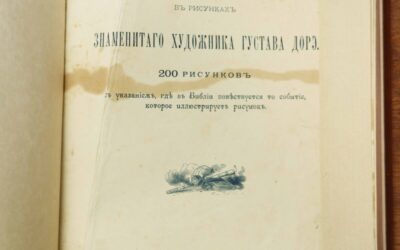 ВЪ РИСУНКАХЪ
ЗНАМЕНИТАГО ХУДОЖНИКА ГУСТАВА ДОРЭ.
200 РИСУНКОВЪ
съ указаніемъ, гдѣ въ Библіи повѣствуется то событіе,
которое иллюстрируетъ рисунокъ.